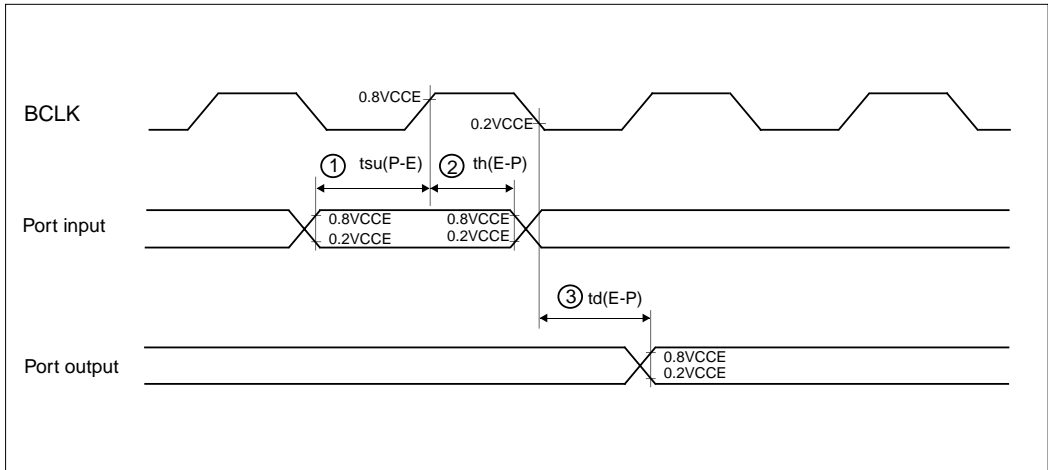 BCLK
0.8VCCE
0.2VCCE
① tsu(P-E)
② th(E-P)
Port input
0.8VCCE
0.2VCCE
0.8VCCE
0.2VCCE
③ td(E-P)
Port output
0.8VCCE
0.2VCCE